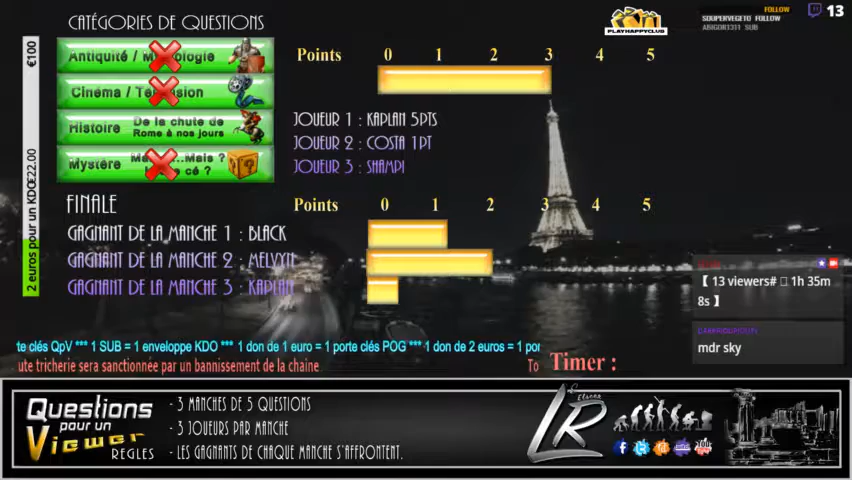 CATÉGORIES DE QUESTIONS
Antiquité /
Cinéma /
Histoire De la chute de Rome à nos jours
Mystère
€100
2 euros pour un KDO€22.00
Points 0 1 2 3 4 5
JOUEUR 1 : KAPLAN 5PTS
JOUEUR 2 : COSTA 1PT
JOUEUR 3 : SHAMPI
FINALE
Points 0 1 2 3 4 5
GAGNANT DE LA MANCHE 1 : BLACK
GAGNANT DE LA MANCHE 2 : MELVYN
GAGNANT DE LA MANCHE 3 : KAPLAN
PLAYHAPPYCLUB
FOLLOW
SOUPERVEGETO FOLLOW
ABIGOR1311 SUB
13
【 13 viewers# 1h 35m
8s 】
mdr sky
te clés QpV *** 1 SUB = 1 enveloppe KDO *** 1 don de 1 euro = 1 porte clés POG *** 1 don de 2 euros = 1 por
ute tricherie sera sanctionnée par un bannissement de la chaine To
Timer :
Questions
pour un
Viewer
REGLES
- 3 MANCHES DE 5 QUESTIONS
- 3 JOUEURS PAR MANCHE
- LES GAGNANTS DE CHAQUE MANCHE S'AFFRONTENT.
LR